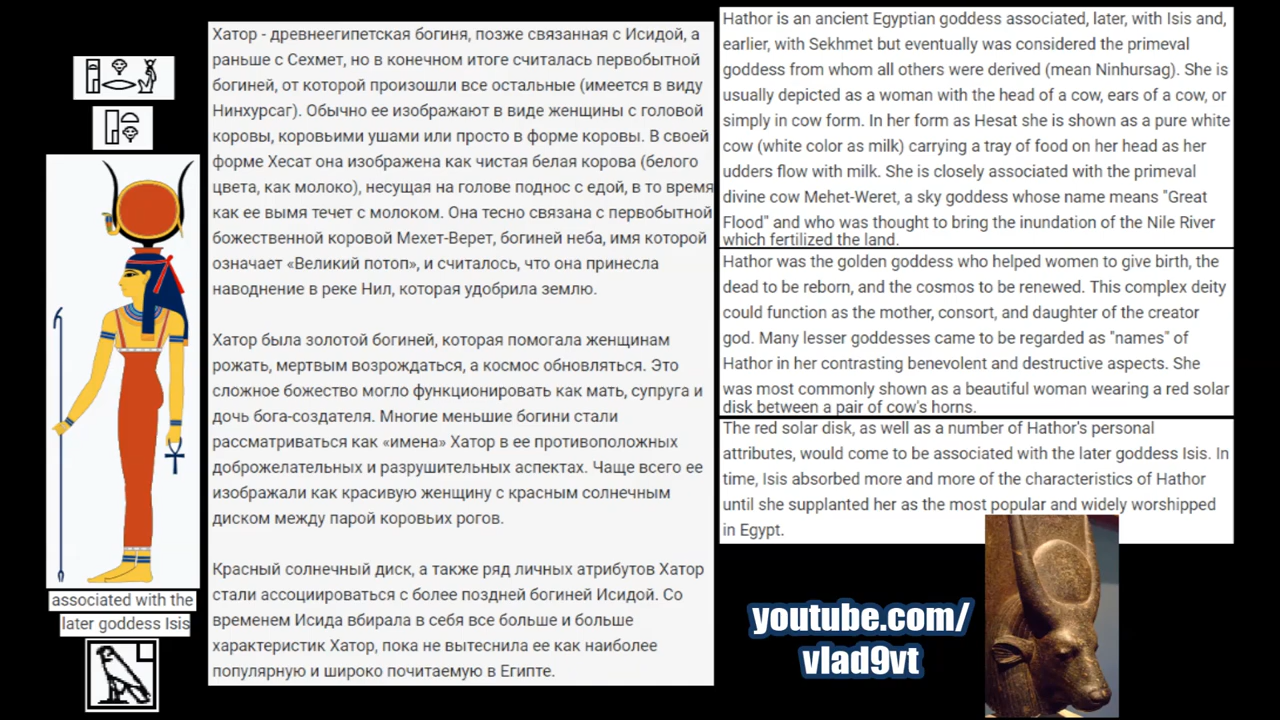 Хатор - древнеегипетская богиня, позже связанная с Исидой, а
раньше с Сехмет, но в конечном итоге считалась первобытной
богиней, от которой произошли все остальные (имеется в виду
Нинхурсаг). Обычно ее изображают в виде женщины с головой
коровы, коровьими ушами или просто в форме коровы. В своей
форме Хесат она изображена как чистая белая корова (белого
цвета, как молоко), несущая на голове поднос с едой, в то время
как ее вымя течет с молоком. Она тесно связана с первобытной
божественной коровой Мехет-Верет, богиней неба, имя которой
означает «Великий потоп», и считалось, что она принесла
наводнение в реке Нил, которая удобрила землю.
Хатор была золотой богиней, которая помогала женщинам
рожать, мертвым возрождаться, а космос обновляться. Это
сложное божество могло функционировать как мать, супруга и
дочь бога-создателя. Многие меньшие богини стали
рассматриваться как «имена» Хатор в ее противоположных
доброжелательных и разрушительных аспектах. Чаще всего ее
изображали как красивую женщину с красным солнечным
диском между парой коровьих рогов.
Красный солнечный диск, а также ряд личных атрибутов Хатор
стали ассоциироваться с более поздней богиней Исидой. Со
временем Исида вбирала в себя все больше и больше
характеристик Хатор, пока не вытеснила ее как наиболее
популярную и широко почитаемую в Египте.
Hathor is an ancient Egyptian goddess associated, later, with Isis and,
earlier, with Sekhmet but eventually was considered the primeval
goddess from whom all others were derived (mean Ninhursag). She is
usually depicted as a woman with the head of a cow, ears of a cow, or
simply in cow form. In her form as Hesat she is shown as a pure white
cow (white color as milk) carrying a tray of food on her head as her
udders flow with milk. She is closely associated with the primeval
divine cow Mehet-Weret, a sky goddess whose name means "Great
Flood" and who was thought to bring the inundation of the Nile River
which fertilized the land.
Hathor was the golden goddess who helped women to give birth, the
dead to be reborn, and the cosmos to be renewed. This complex deity
could function as the mother, consort, and daughter of the creator
god. Many lesser goddesses came to be regarded as "names" of
Hathor in her contrasting benevolent and destructive aspects. She
was most commonly shown as a beautiful woman wearing a red solar
disk between a pair of cow's horns.
The red solar disk, as well as a number of Hathor's personal
attributes, would come to be associated with the later goddess Isis. In
time, Isis absorbed more and more of the characteristics of Hathor
until she supplanted her as the most popular and widely worshipped
in Egypt.
associated with the
later goddess Isis
youtube.com/
vlad9vt